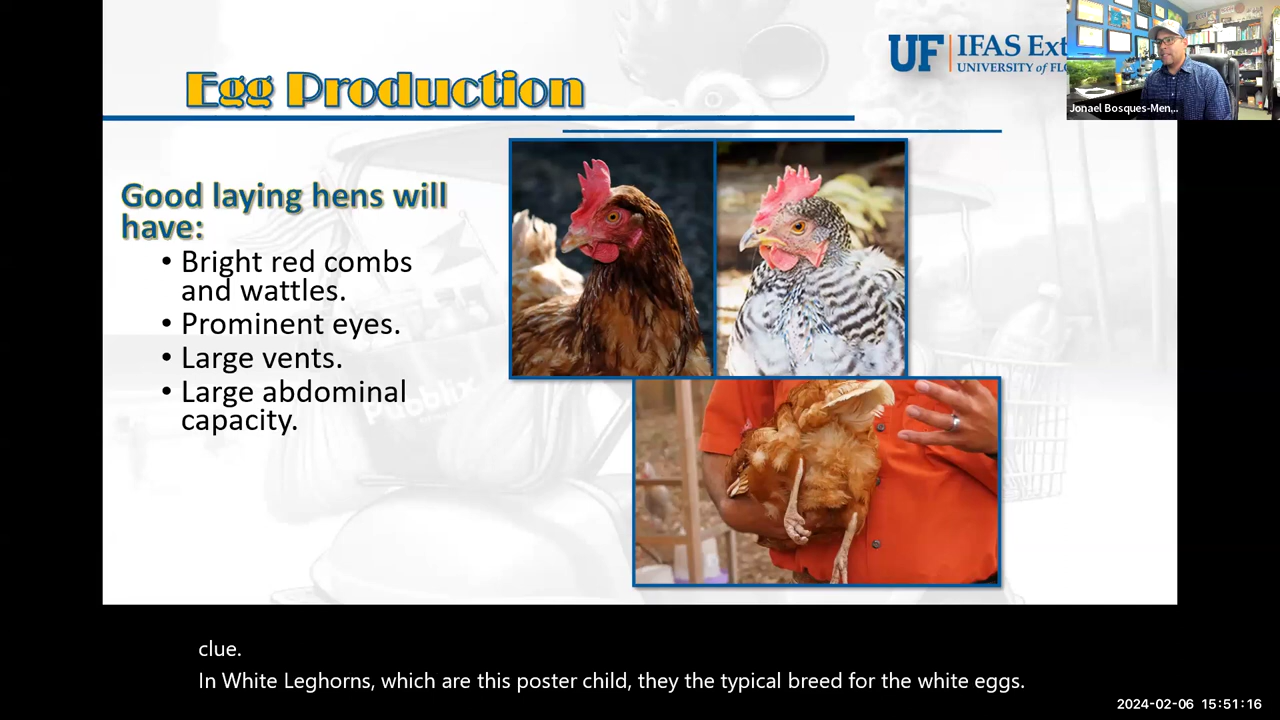 Egg Production
UF IFAS Ext
UNIVERSITY of FLO
Jonael Bosques-Men...
Good laying hens will
have:
• Bright red combs
and wattles.
• Prominent eyes.
• Large vents.
• Large abdominal
capacity.
Pubblix
clue.
In White Leghorns, which are this poster child, they the typical breed for the white eggs.
2024-02-06 15:51:16